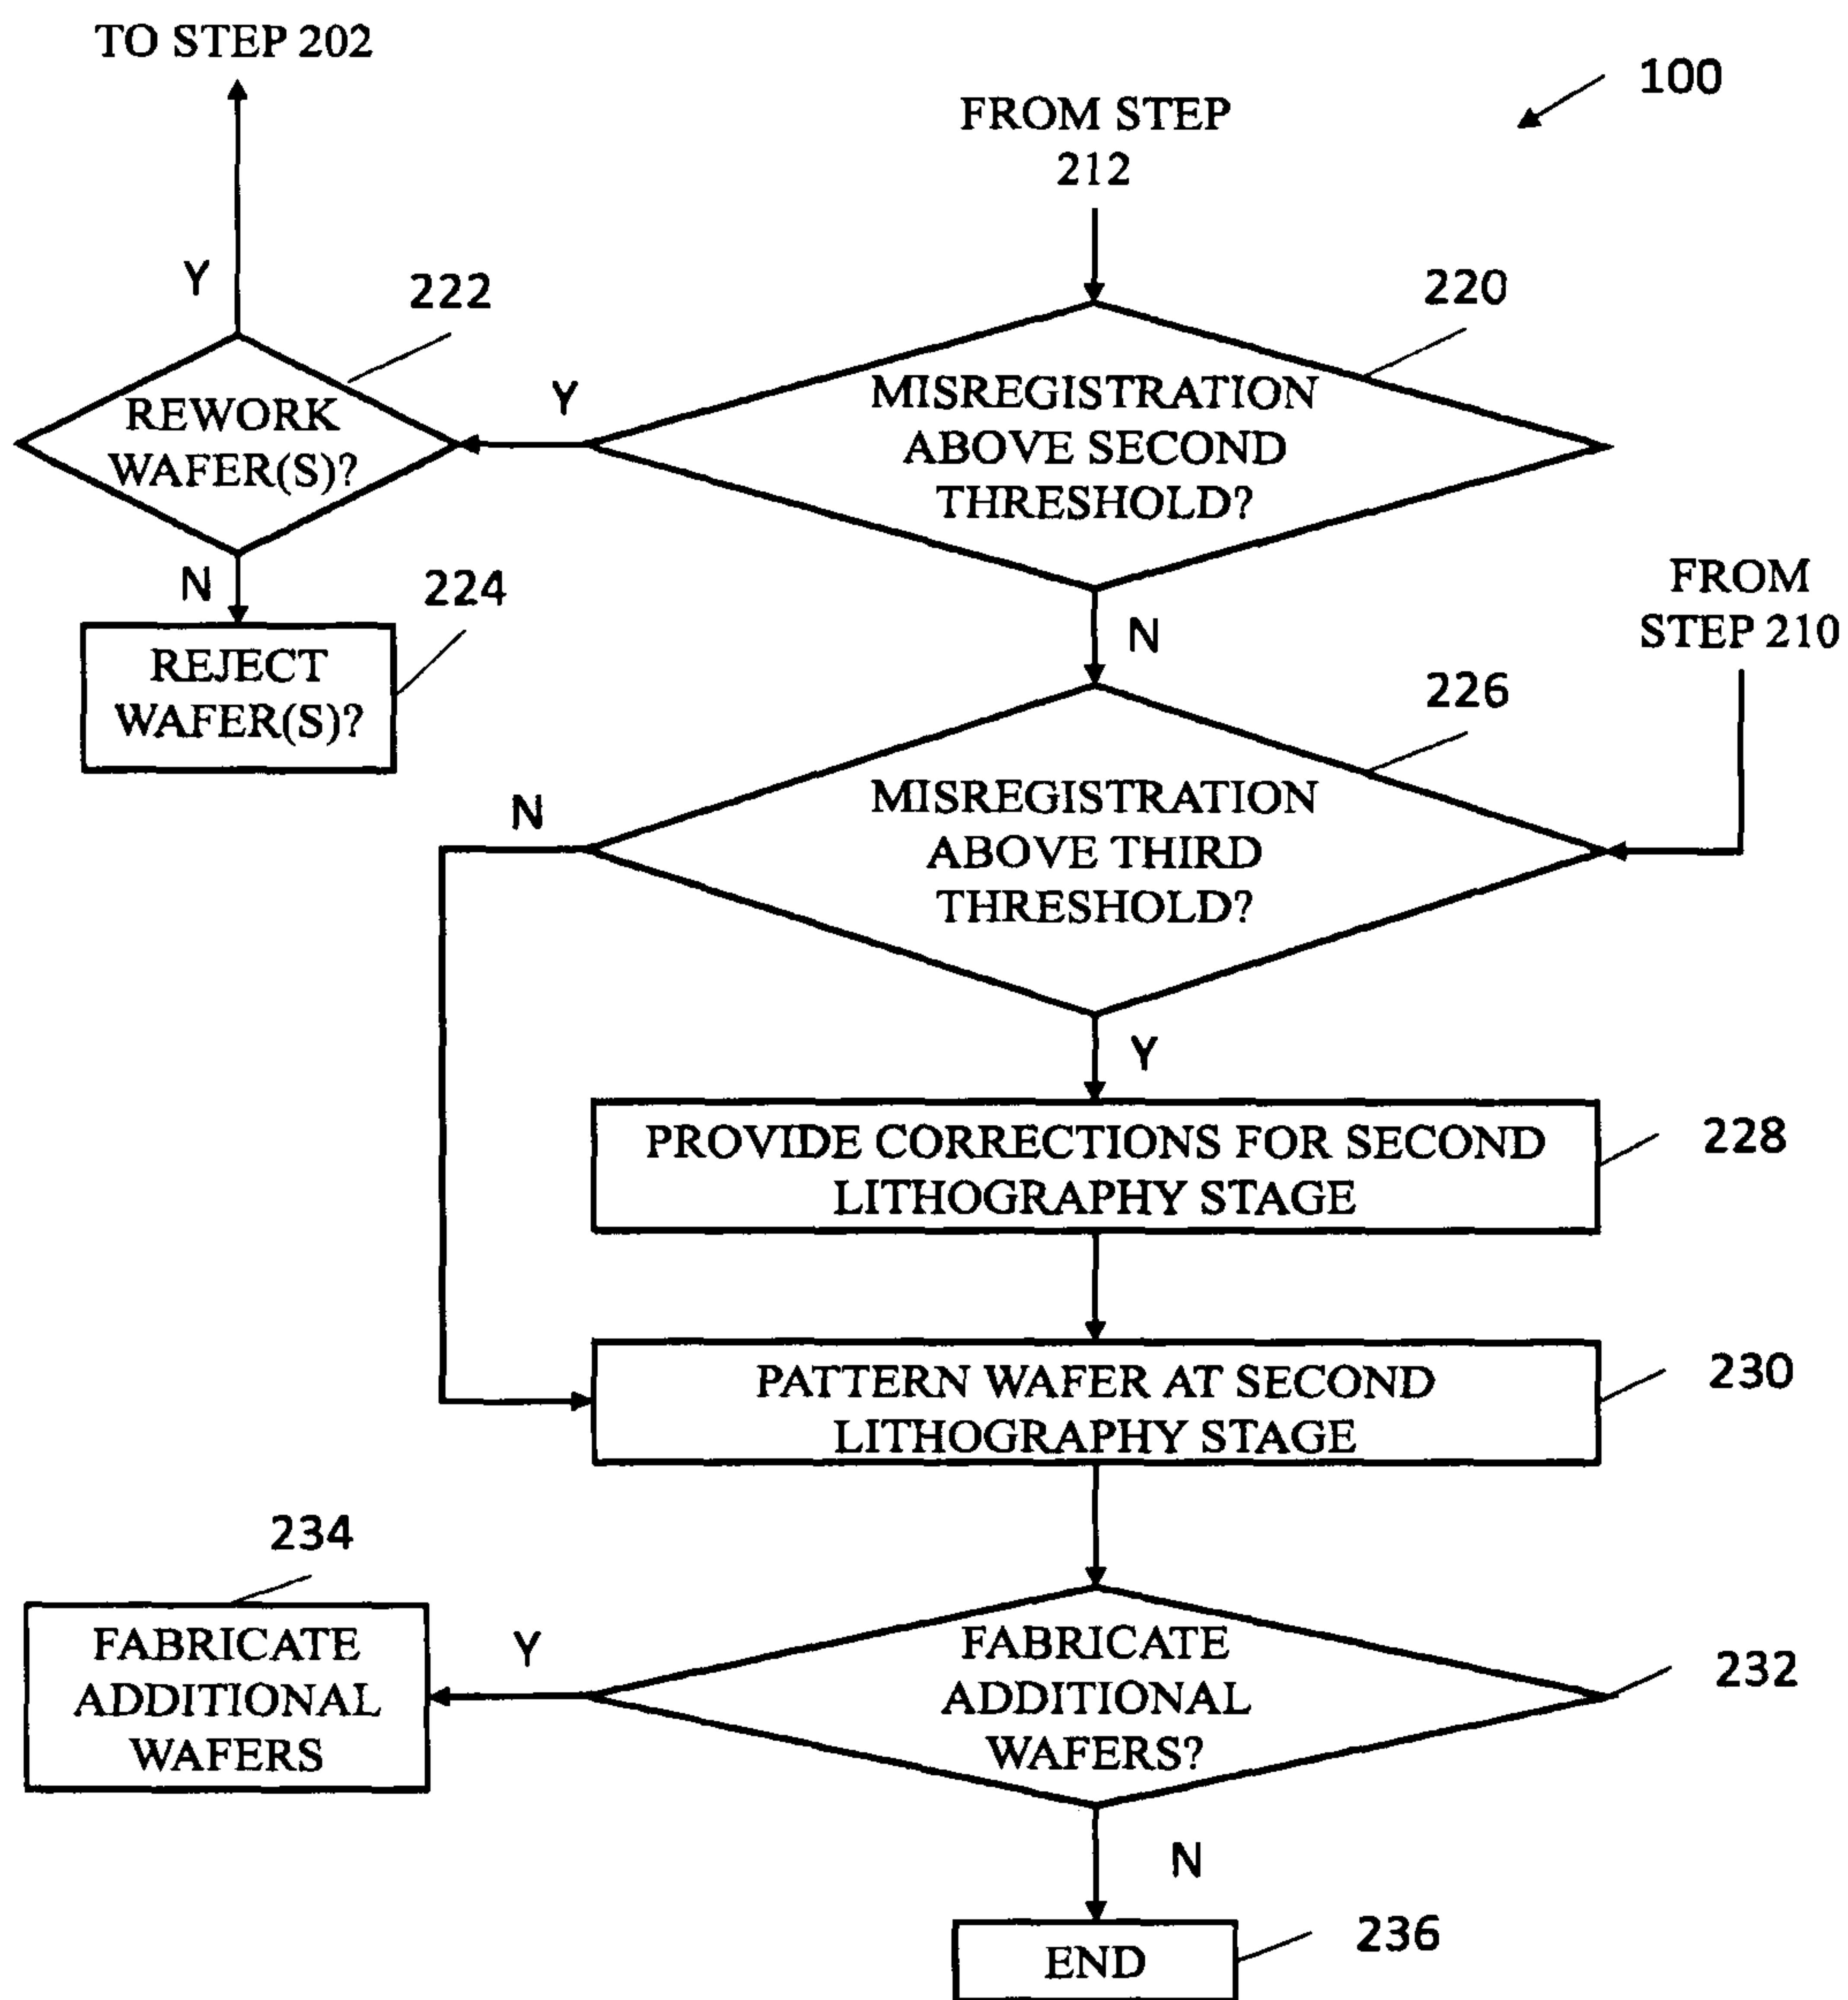 TO STEP 202
100
FROM STEP
212
Y
222
220
REWORK
WAFER(S)?
Y
MISREGISTRATION
ABOVE SECOND
THRESHOLD?
N
224
REJECT
WAFER(S)?
N
FROM
STEP 210
226
N
MISREGISTRATION
ABOVE THIRD
THRESHOLD?
Y
PROVIDE CORRECTIONS FOR SECOND
LITHOGRAPHY STAGE
228
PATTERN WAFER AT SECOND
LITHOGRAPHY STAGE
230
234
FABRICATE
ADDITIONAL
WAFERS
Y
FABRICATE
ADDITIONAL
WAFERS?
232
N
END
236